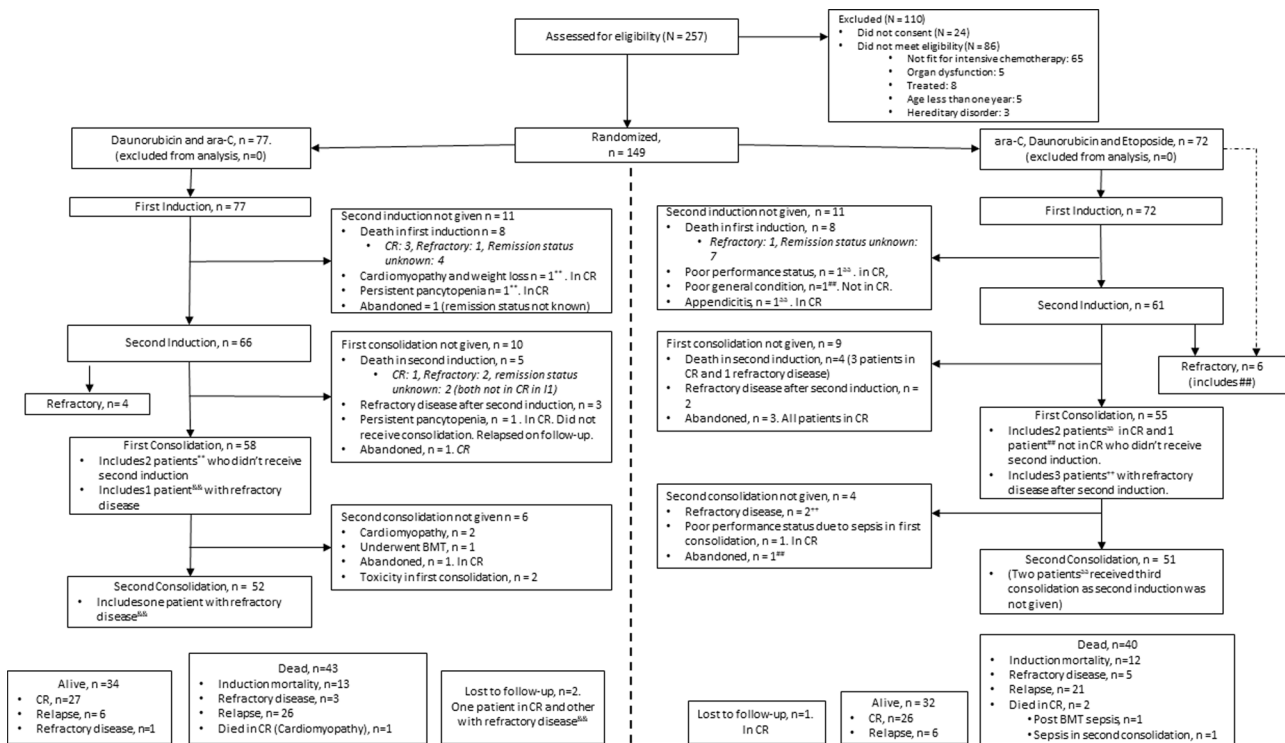 Assessed for eligibility (N = 257)
Excluded (N = 110)
• Did not consent (N = 24)
• Did not meet eligibility (N = 86)
• Not fit for intensive chemotherapy: 65
• Organ dysfunction: 5
• Treated: 8
• Age less than one year: 5
• Hereditary disorder: 3
Randomized,
n = 149
Daunorubicin and ara-C, n = 77.
(excluded from analysis, n=0)
First Induction, n = 77
Second induction not given n = 11
• Death in first induction n = 8
• CR: 3, Refractory: 1, Remission status
unknown: 4
• Cardiomyopathy and weight loss n = 1**. In CR
• Persistent pancytopenia n= 1**. In CR
• Abandoned = 1 (remission status not known)
Second Induction, n = 66
Refractory, n = 4
First consolidation not given, n = 10
• Death in second induction, n = 5
• CR: 1, Refractory: 2, remission status
unknown: 2 (both not in CR in I1)
• Refractory disease after second induction, n = 3
• Persistent pancytopenia, n = 1. In CR. Did not
receive consolidation. Relapsed on follow-up.
• Abandoned, n = 1. CR
First Consolidation, n = 58
• Includes 2 patients** who didn't receive
second induction
• Includes 1 patient&& with refractory
disease
Second consolidation not given n = 6
• Cardiomyopathy, n = 2
• Underwent BMT, n = 1
• Abandoned, n = 1. In CR
• Toxicity in first consolidation, n = 2
Second Consolidation, n = 52
• Includes one patient with refractory
disease&&
Alive, n =34
• CR, n=27
• Relapse, n = 6
• Refractory disease, n=1
Dead, n=43
• Induction mortality, n=13
• Refractory disease, n=3
• Relapse, n= 26
• Died in CR (Cardiomyopathy), n=1
Lost to follow-up, n=2.
One patient in CR and other
with refractory disease&&
ara-C, Daunorubicin and Etoposide, n = 72
(excluded from analysis, n=0)
First Induction, n = 72
Second induction not given, n = 11
• Death in first induction, n = 8
• Refractory: 1, Remission status unknown:
7
• Poor performance status, n = 1. in CR,
• Poor general condition, n=1##. Not in CR.
• Appendicitis, n = 1. In CR
Second Induction, n = 61
Refractory, n= 6
(includes ##)
First consolidation not given, n = 9
• Death in second induction, n=4 (3 patients in
CR and 1 refractory disease)
• Refractory disease after second induction, n =
2
• Abandoned, n = 3. All patients in CR
First Consolidation, n = 55
• Includes 2 patients in CR and 1
patient## not in CR who didn't receive
second induction.
• Includes 3 patients++ with refractory
disease after second induction.
Second consolidation not given, n = 4
• Refractory disease, n = 2++
• Poor performance status due to sepsis in first
consolidation, n = 1. In CR
• Abandoned, n = 1##
Second Consolidation, n = 51
• (Two patients received third
consolidation as second induction was
not given)
Lost to follow-up, n=1.
In CR
Alive, n = 32
• CR, n=26
• Relapse, n = 6
Dead, n=40
• Induction mortality, n=12
• Refractory disease, n = 5
• Relapse, n = 21
• Died in CR, n = 2
• Post BMT sepsis, n=1
• Sepsis in second consolidation, n =1